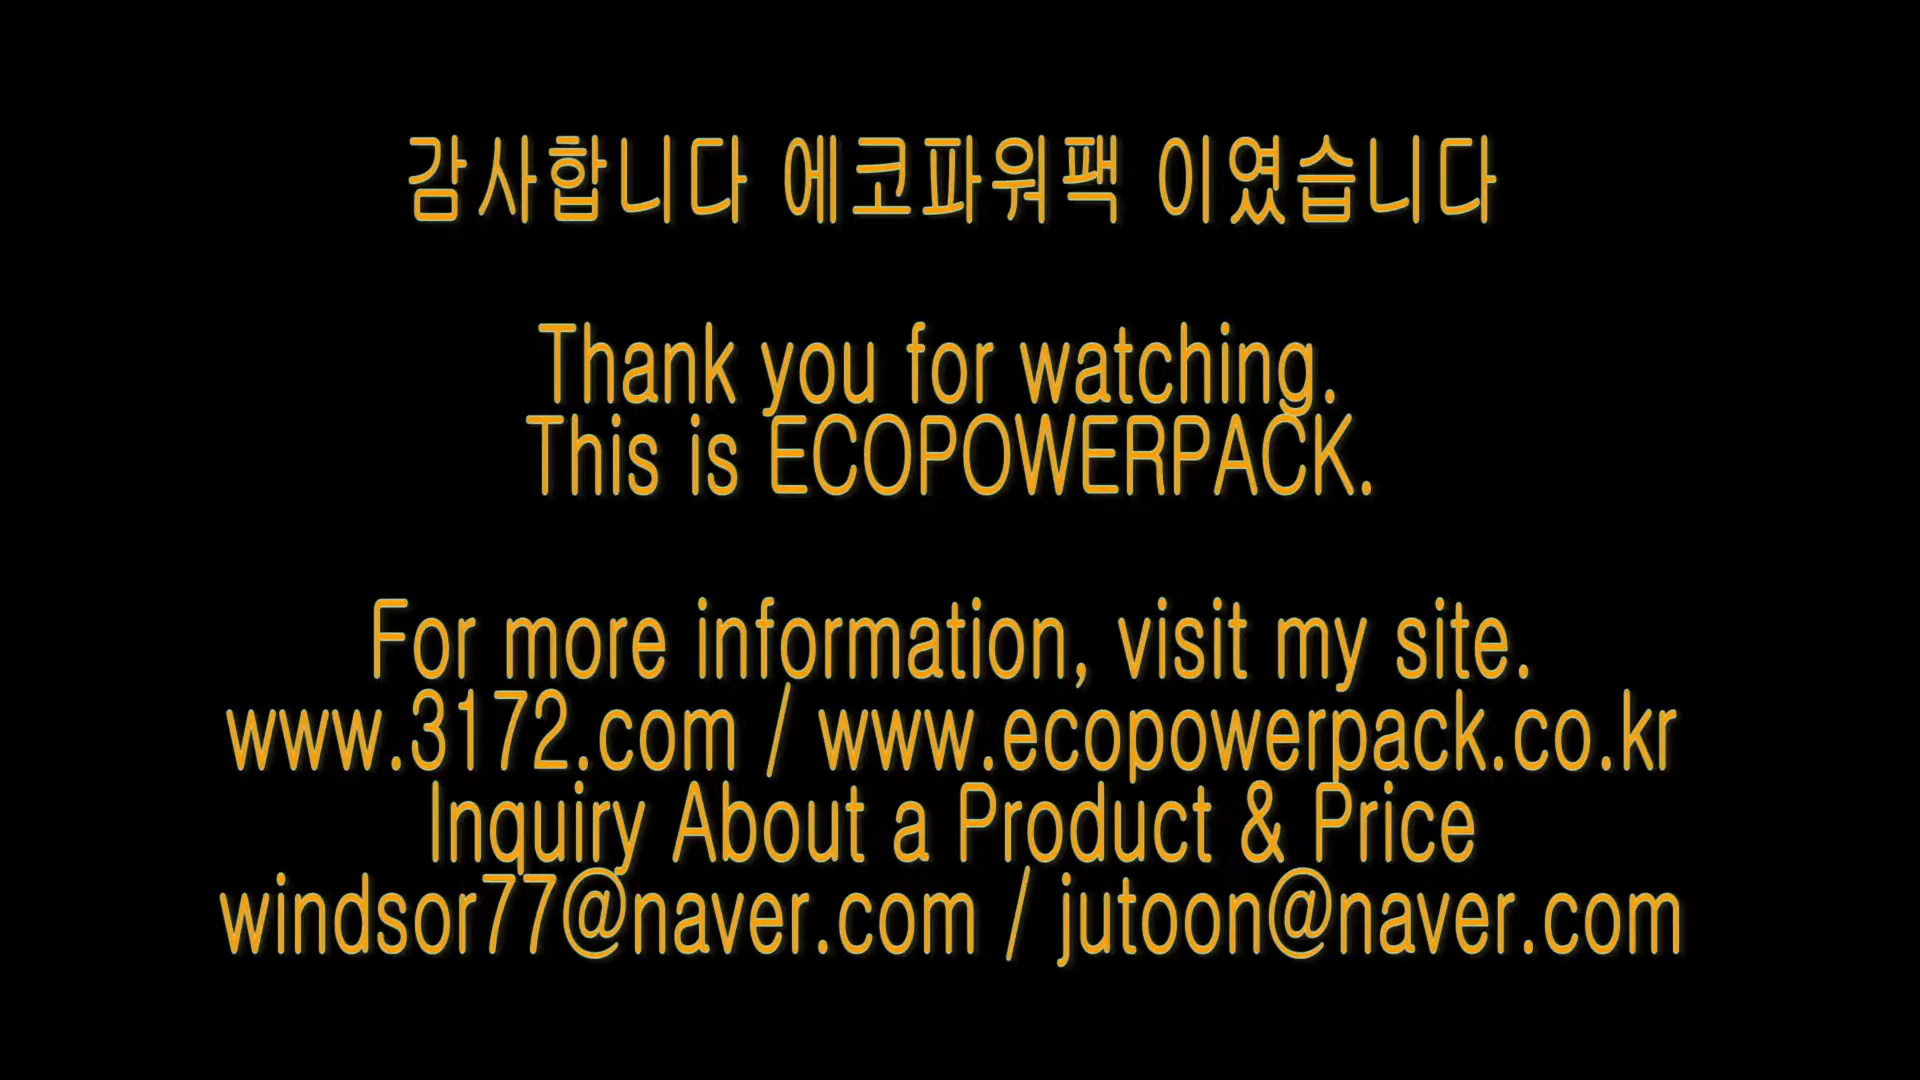 감사합니다 에코파워팩 이였습니다
Thank you for watching.
This is ECOPOWERPACK.
For more information, visit my site.
www.3172.com / www.ecopowerpack.co.kr
Inquiry About a Product & Price
windsor77@naver.com / jutoon@naver.com